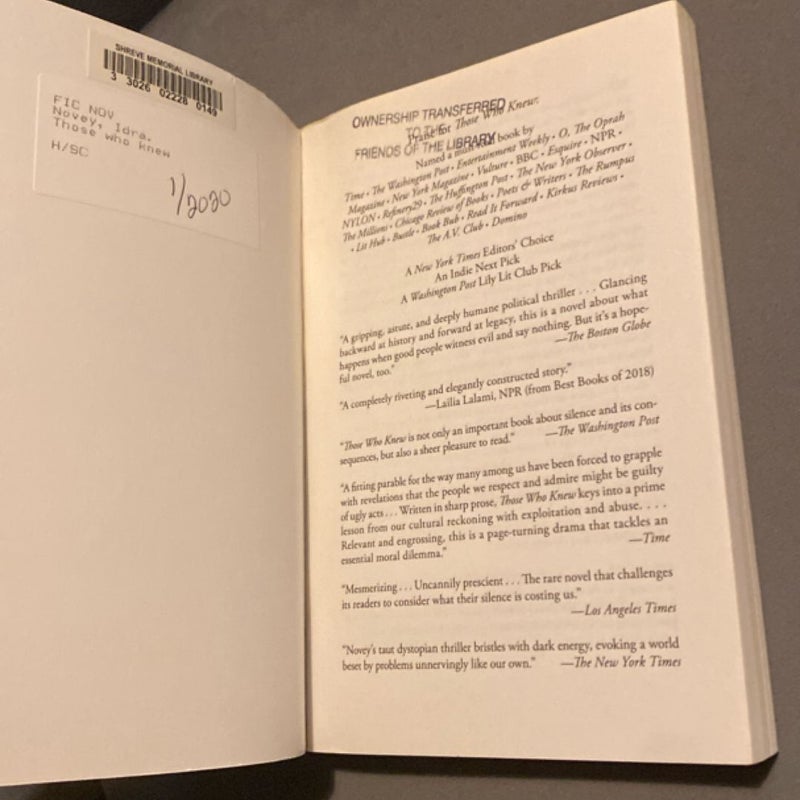 SHREVE MEMORIAL LIBRARY
3 3026 02228 0149
FIC NOV
Novey, Idra.
Those who knew
H/SC
1/2020
OWNERSHIP TRANSFERRED
TO THE
FRIENDS OF THE LIBRARY
Praise for Those Who Knew:
Named a must-read book by
Time • The Washington Post • Entertainment Weekly • O, The Oprah
Magazine • New York Magazine • Vulture • BBC • Esquire • NPR •
NYLON • Refinery29 • The Huffington Post • The New York Observer •
The Millions • Chicago Review of Books • Poets & Writers • The Rumpus
• Lit Hub • Bustle • Book Bub • Read It Forward • Kirkus Reviews •
The A.V. Club • Domino
A New York Times Editors' Choice
An Indie Next Pick
A Washington Post Lily Lit Club Pick
"A gripping, astute, and deeply humane political thriller . . . Glancing
backward at history and forward at legacy, this is a novel about what
happens when good people witness evil and say nothing. But it's a hope-
ful novel, too."
—The Boston Globe
"A completely riveting and elegantly constructed story."
—Lailia Lalami, NPR (from Best Books of 2018)
"Those Who Knew is not only an important book about silence and its con-
sequences, but also a sheer pleasure to read." —The Washington Post
"A fitting parable for the way many among us have been forced to grapple
with revelations that the people we respect and admire might be guilty
of ugly acts . . . Written in sharp prose, Those Who Knew keys into a prime
lesson from our cultural reckoning with exploitation and abuse. . . .
Relevant and engrossing, this is a page-turning drama that tackles an
essential moral dilemma."
—Time
"Mesmerizing . . . Uncannily prescient . . . The rare novel that challenges
its readers to consider what their silence is costing us."
—Los Angeles Times
"Novey's taut dystopian thriller bristles with dark energy, evoking a world
beset by problems unnervingly like our own." —The New York Times